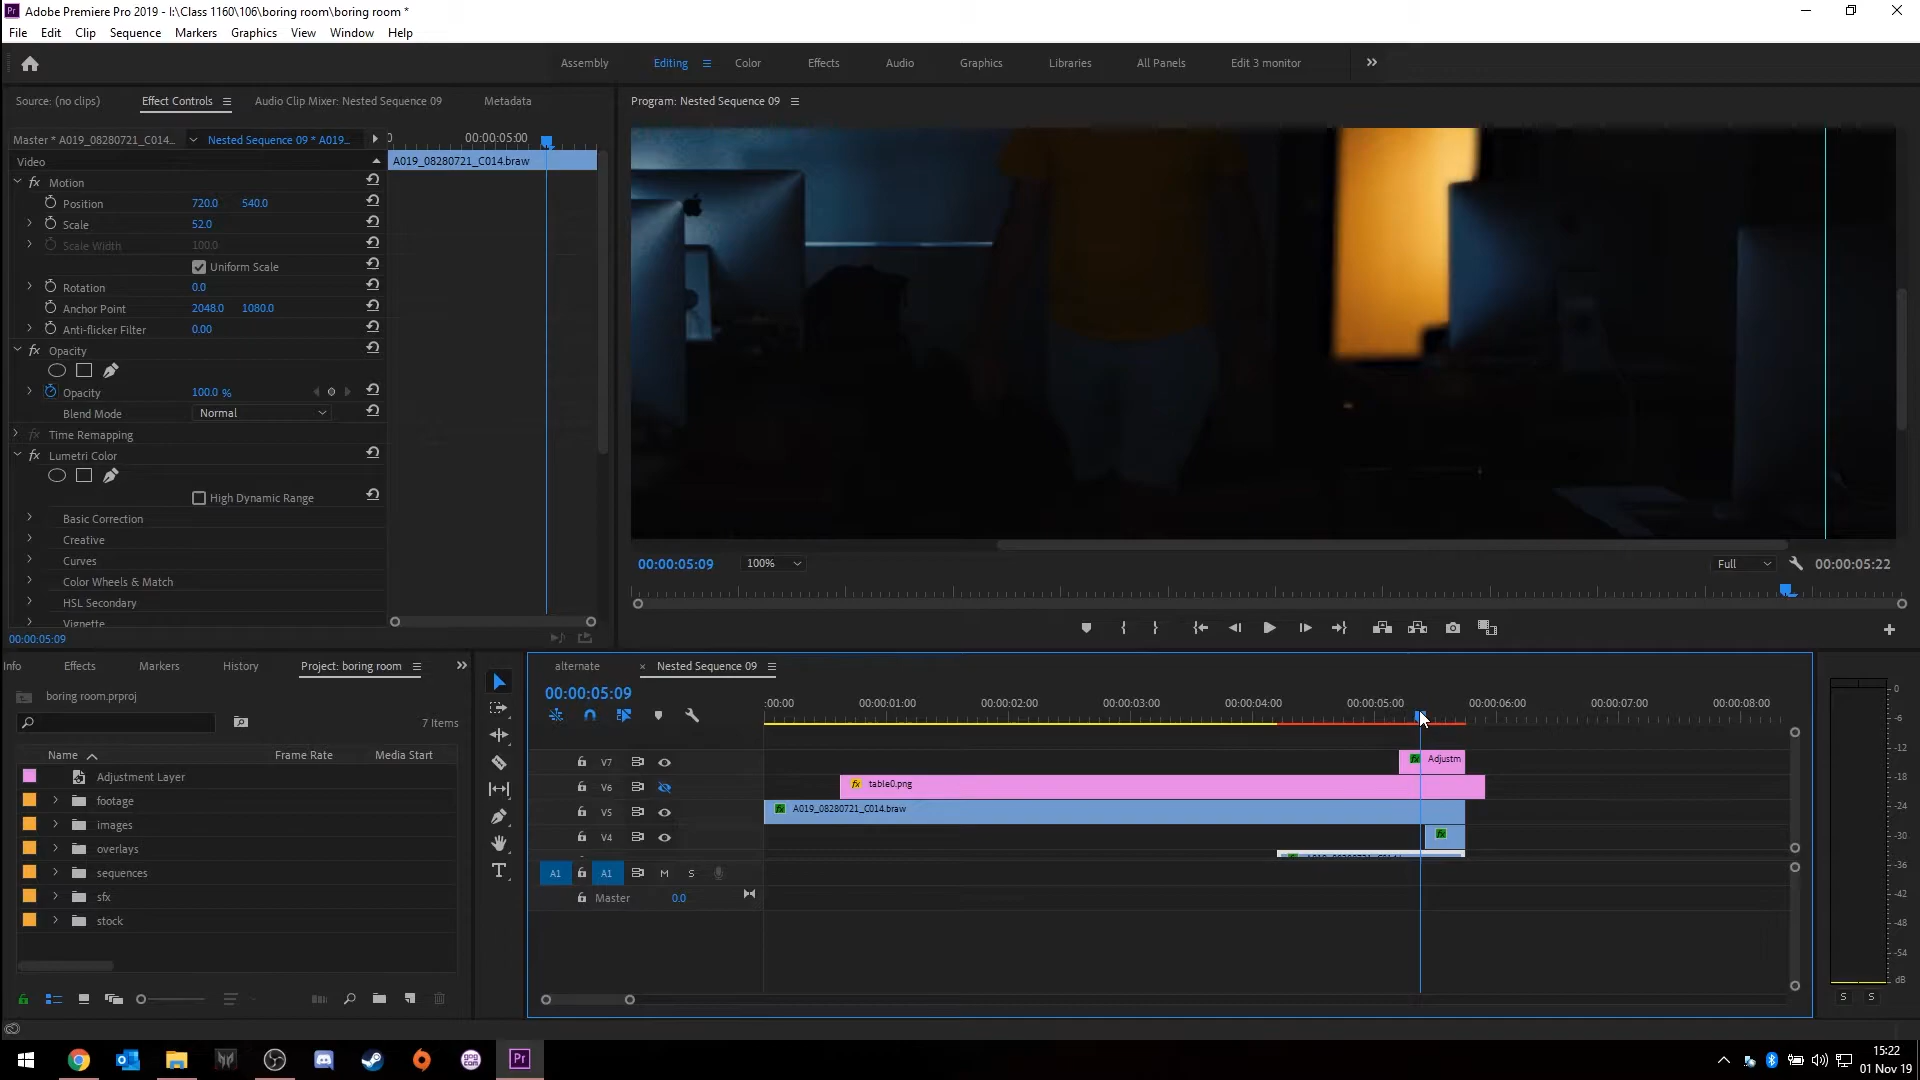 Adobe Premiere Pro 2019 - I:\Class 1160\106\boring room\boring room *
File Edit Clip Sequence Markers Graphics View Window Help
Assembly Editing Color Effects Audio Graphics Libraries All Panels Edit 3 monitor
Source: (no clips) Effect Controls Audio Clip Mixer: Nested Sequence 09 Metadata
Program: Nested Sequence 09
Master * A019_08280721_C014... Nested Sequence 09 * A019...
00:00:05:00
Video
A019_08280721_C014.braw
fx Motion
Position 720.0 540.0
Scale 52.0
Scale Width 100.0
Uniform Scale
Rotation 0.0
Anchor Point 2048.0 1080.0
Anti-flicker Filter 0.00
fx Opacity
Opacity 100.0 %
Blend Mode Normal
fx Time Remapping
fx Lumetri Color
High Dynamic Range
Basic Correction
Creative
Curves
Color Wheels & Match
HSL Secondary
Vignette
00:00:05:09
00:00:05:09 100% Full 00:00:05:22
Info Effects Markers History Project: boring room
boring room.prproj
7 Items
Name Frame Rate Media Start
Adjustment Layer
footage
images
overlays
sequences
sfx
stock
alternate × Nested Sequence 09
00:00:05:09
:00:00 00:00:01:00 00:00:02:00 00:00:03:00 00:00:04:00 00:00:05:00 00:00:06:00 00:00:07:00 00:00:08:00
V7 fx Adjustm
V6 fx table0.png
V5 fx A019_08280721_C014.braw
V4 fx
A1 A1 M S
Master 0.0
0
-6
-12
-18
-24
-30
-36
-42
-48
-54
dB
S S
Pr
15:22
01 Nov 19